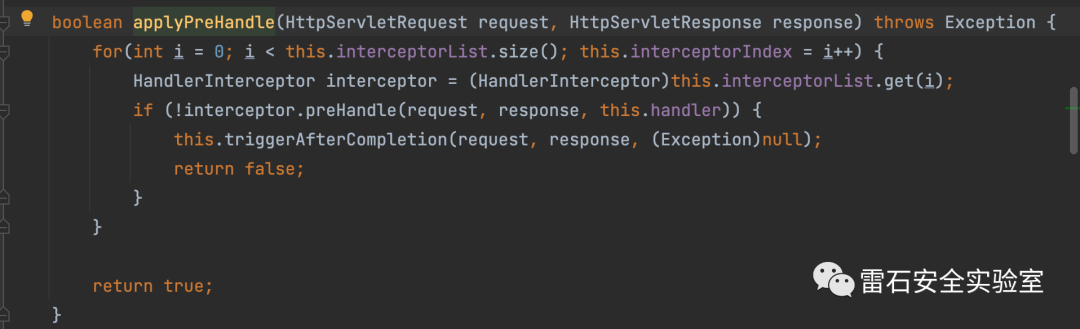 boolean applyPreHandle(HttpServletRequest request, HttpServletResponse response) throws Exception {
    for(int i = 0; i < this.interceptorList.size(); this.interceptorIndex = i++) {
        HandlerInterceptor interceptor = (HandlerInterceptor)this.interceptorList.get(i);
        if (!interceptor.preHandle(request, response, this.handler)) {
            this.triggerAfterCompletion(request, response, (Exception)null);
            return false;
        }
    }
    return true;
}
雷石安全实验室